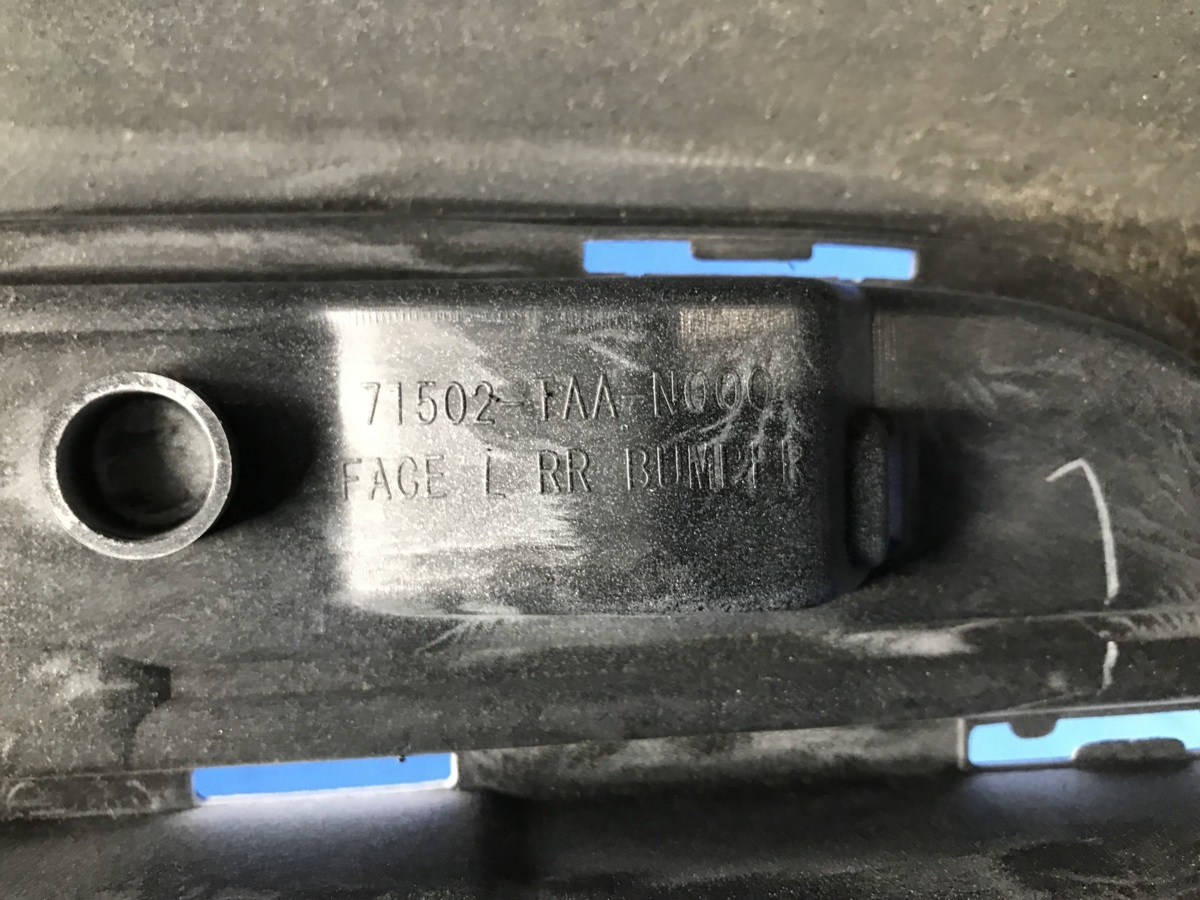 71502-TAA-N000
FACE L RR BUMPER